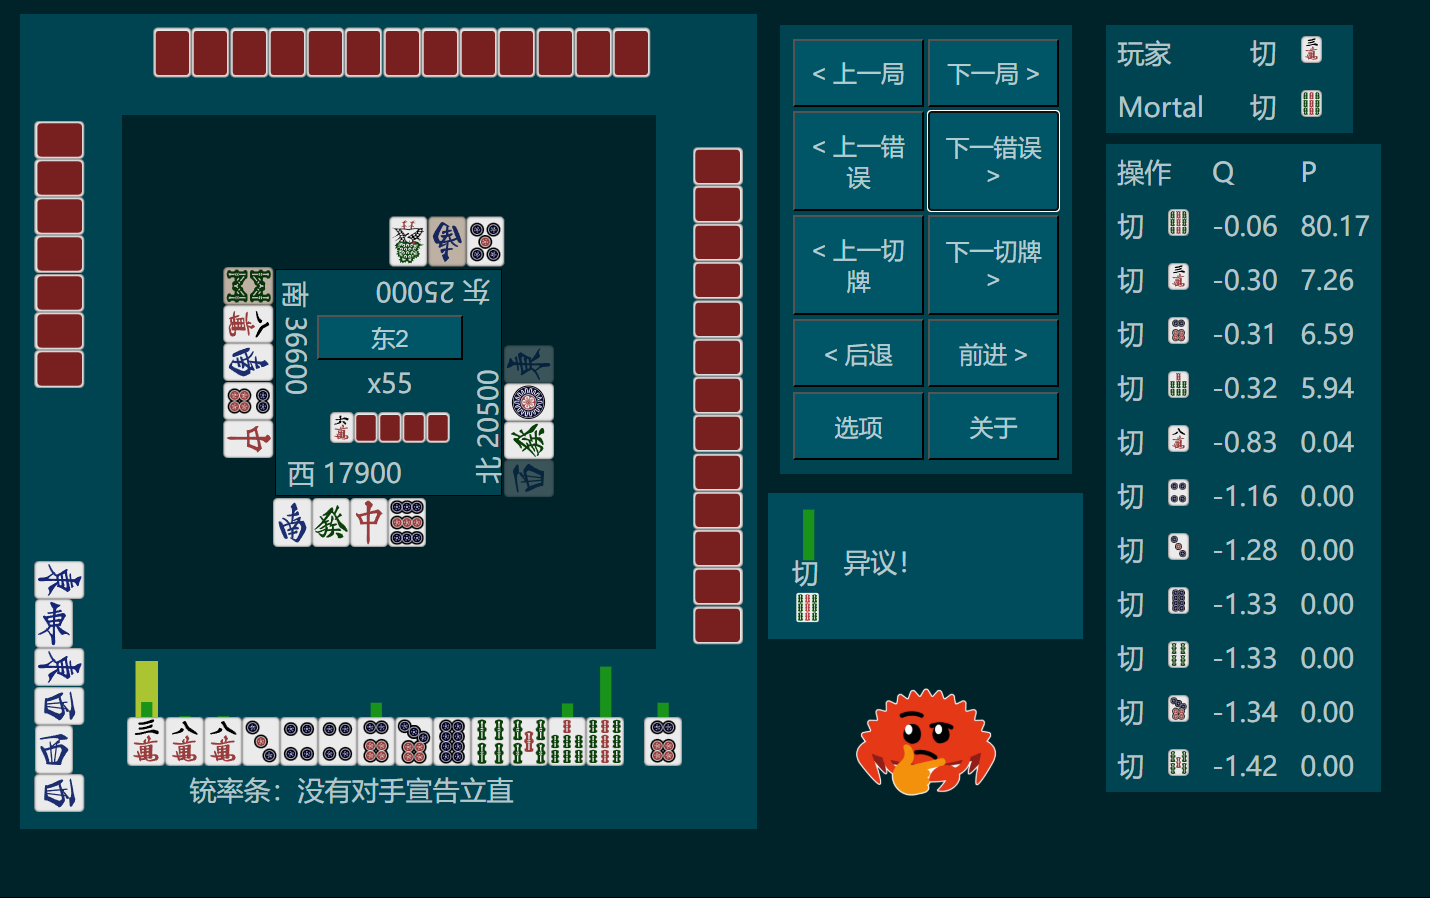 东 25000
南 36600
东2
x55
北 20500
西 17900
铳率条：没有对手宣告立直
< 上一局
下一局 >
< 上一错误
下一错误 >
< 上一切牌
下一切牌 >
< 后退
前进 >
选项
关于
切
异议！
玩家 切
Mortal 切
操作 Q P
切 -0.06 80.17
切 -0.30 7.26
切 -0.31 6.59
切 -0.32 5.94
切 -0.83 0.04
切 -1.16 0.00
切 -1.28 0.00
切 -1.33 0.00
切 -1.33 0.00
切 -1.34 0.00
切 -1.42 0.00